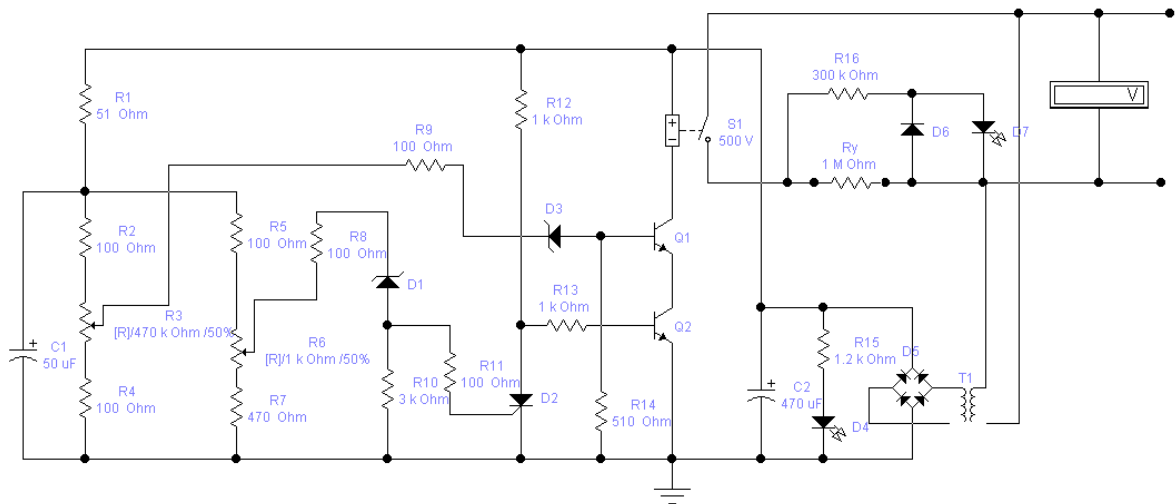 R1
51 Ohm
R12
1 k Ohm
R16
300 k Ohm
V
S1
500 V
D6
D7
R9
100 Ohm
Ry
1 M Ohm
R2
100 Ohm
R5
100 Ohm
R8
100 Ohm
D3
Q1
D1
R13
1 k Ohm
R3
[R]/470 k Ohm /50%
Q2
C1
50 uF
R6
[R]/1 k Ohm /50%
R15
1.2 k Ohm
D5
R11
100 Ohm
T1
R4
100 Ohm
R7
470 Ohm
R10
3 k Ohm
D2
R14
510 Ohm
C2
470 uF
D4